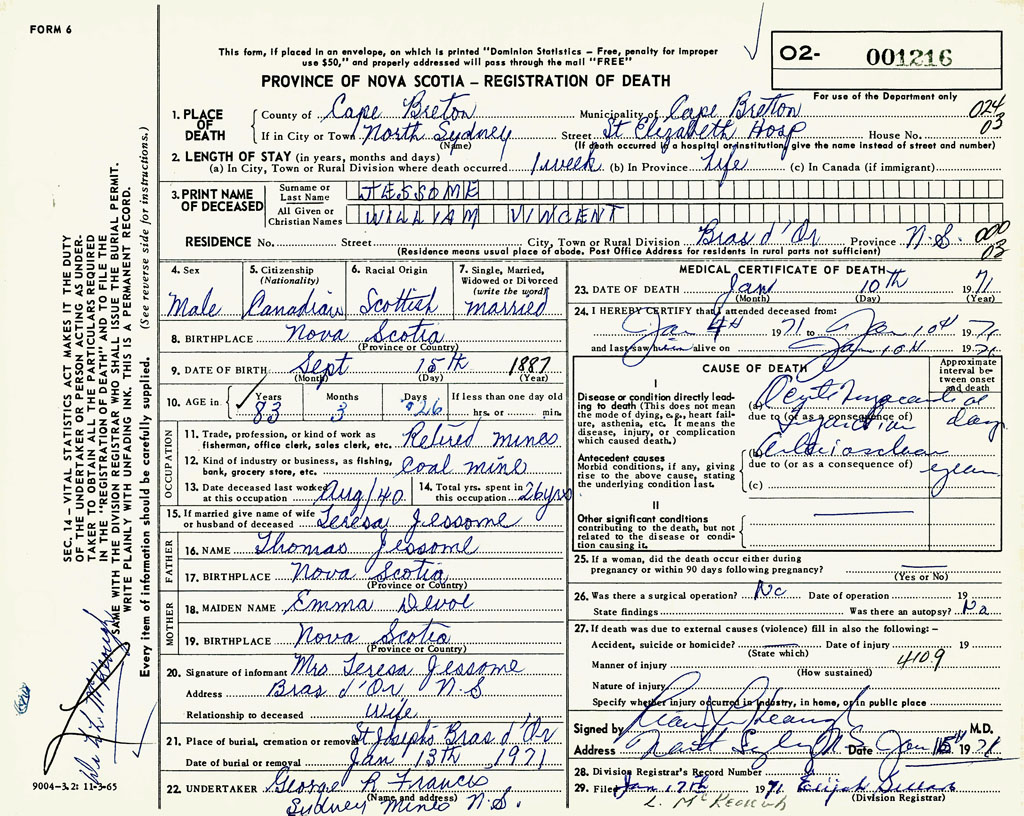 FORM 6
This form, if placed in an envelope, on which is printed "Dominion Statistics – Free, penalty for improper
use $50," and properly addressed will pass through the mail "FREE"
O2- 001216
For use of the Department only
PROVINCE OF NOVA SCOTIA – REGISTRATION OF DEATH
1. PLACE OF DEATH
County of Cape Breton Municipality of Cape Bretton
024
03
If in City or Town North Sydney Street St Elizabeth Hosp House No.
(Name) (If death occurred in a hospital or institution, give the name instead of street and number)
2. LENGTH OF STAY (in years, months and days)
(a) In City, Town or Rural Division where death occurred 1 week (b) In Province Life (c) In Canada (if immigrant)
3. PRINT NAME OF DECEASED
Surname or Last Name JESSOME
All Given or Christian Names WILLIAM VINCENT
RESIDENCE No. Street City, Town or Rural Division Bras d'Or Province N.S.
000
03
(Residence means usual place of abode. Post Office Address for residents in rural parts not sufficient)
4. Sex Male
5. Citizenship (Nationality) Canadian
6. Racial Origin Scottish
7. Single, Married, Widowed or Divorced (write the word) married
8. BIRTHPLACE Nova Scotia
(Province or Country)
9. DATE OF BIRTH Sept 15th 1887
(Month) (Day) (Year)
10. AGE in Years 83 Months 3 Days 26 If less than one day old hrs. or min.
OCCUPATION
11. Trade, profession, or kind of work as fisherman, office clerk, sales clerk, etc. Retired
12. Kind of industry or business, as fishing, bank, grocery store, etc. Coal mine
13. Date deceased last worked at this occupation Aug/40
14. Total yrs. spent in this occupation 26 yrs
15. If married give name of wife or husband of deceased Teresa Jessome
FATHER
16. NAME Thomas Jessome
17. BIRTHPLACE Nova Scotia
(Province or Country)
MOTHER
18. MAIDEN NAME Emma
19. BIRTHPLACE Nova Scotia
(Province or Country)
20. Signature of informant Mrs Teresa Jessome
Address Bras d'Or N.S
Relationship to deceased Wife
21. Place of burial, cremation or removal St Joseph's Bras d'Or
Date of burial or removal Jan 13th 1971
22. UNDERTAKER George R Francis
(Name and address)
Sydney Mines N.S.
MEDICAL CERTIFICATE OF DEATH
23. DATE OF DEATH Jan 10th 1971
(Month) (Day) (Year)
24. I HEREBY CERTIFY that I attended deceased from:
Jan 4th 1971 to Jan 10th 1971
and last saw him alive on Jan 10th 1971
CAUSE OF DEATH
Approximate interval between onset and death
I
Disease or condition directly leading to death (This does not mean the mode of dying, e.g., heart failure, asthenia, etc. It means the disease, injury, or complication which caused death.)
(a) Acute
due to (or as a consequence of)
days
Antecedent causes
Morbid conditions, if any, giving rise to the above cause, stating the underlying condition last.
(b)
due to (or as a consequence of)
years
(c)
II
Other significant conditions
contributing to the death, but not related to the disease or condition causing it.
25. If a woman, did the death occur either during pregnancy or within 90 days following pregnancy?
(Yes or No)
26. Was there a surgical operation? No Date of operation 19
State findings Was there an autopsy? No
27. If death was due to external causes (violence) fill in also the following: –
Accident, suicide or homicide? Date of injury 19
(State which)
4109
Manner of injury
(How sustained)
Nature of injury
Specify whether injury occurred in industry, in home, or in public place
Signed by M.D.
Address North Sydney N.S. Date Jan 15th 1971
28. Division Registrar's Record Number 8
29. Filed Jan 17th 1971
(Division Registrar)
SEC. 14 – VITAL STATISTICS ACT MAKES IT THE DUTY
OF THE UNDERTAKER OR PERSON ACTING AS UNDER-
TAKER TO OBTAIN ALL THE PARTICULARS REQUIRED
IN THE "REGISTRATION OF DEATH" AND TO FILE THE
SAME WITH THE DIVISION REGISTRAR WHO SHALL ISSUE THE BURIAL PERMIT.
WRITE PLAINLY WITH UNFADING INK. THIS IS A PERMANENT RECORD.
Every item of information should be carefully supplied. (See reverse side for instructions.)
9004-3.2: 11-3-65